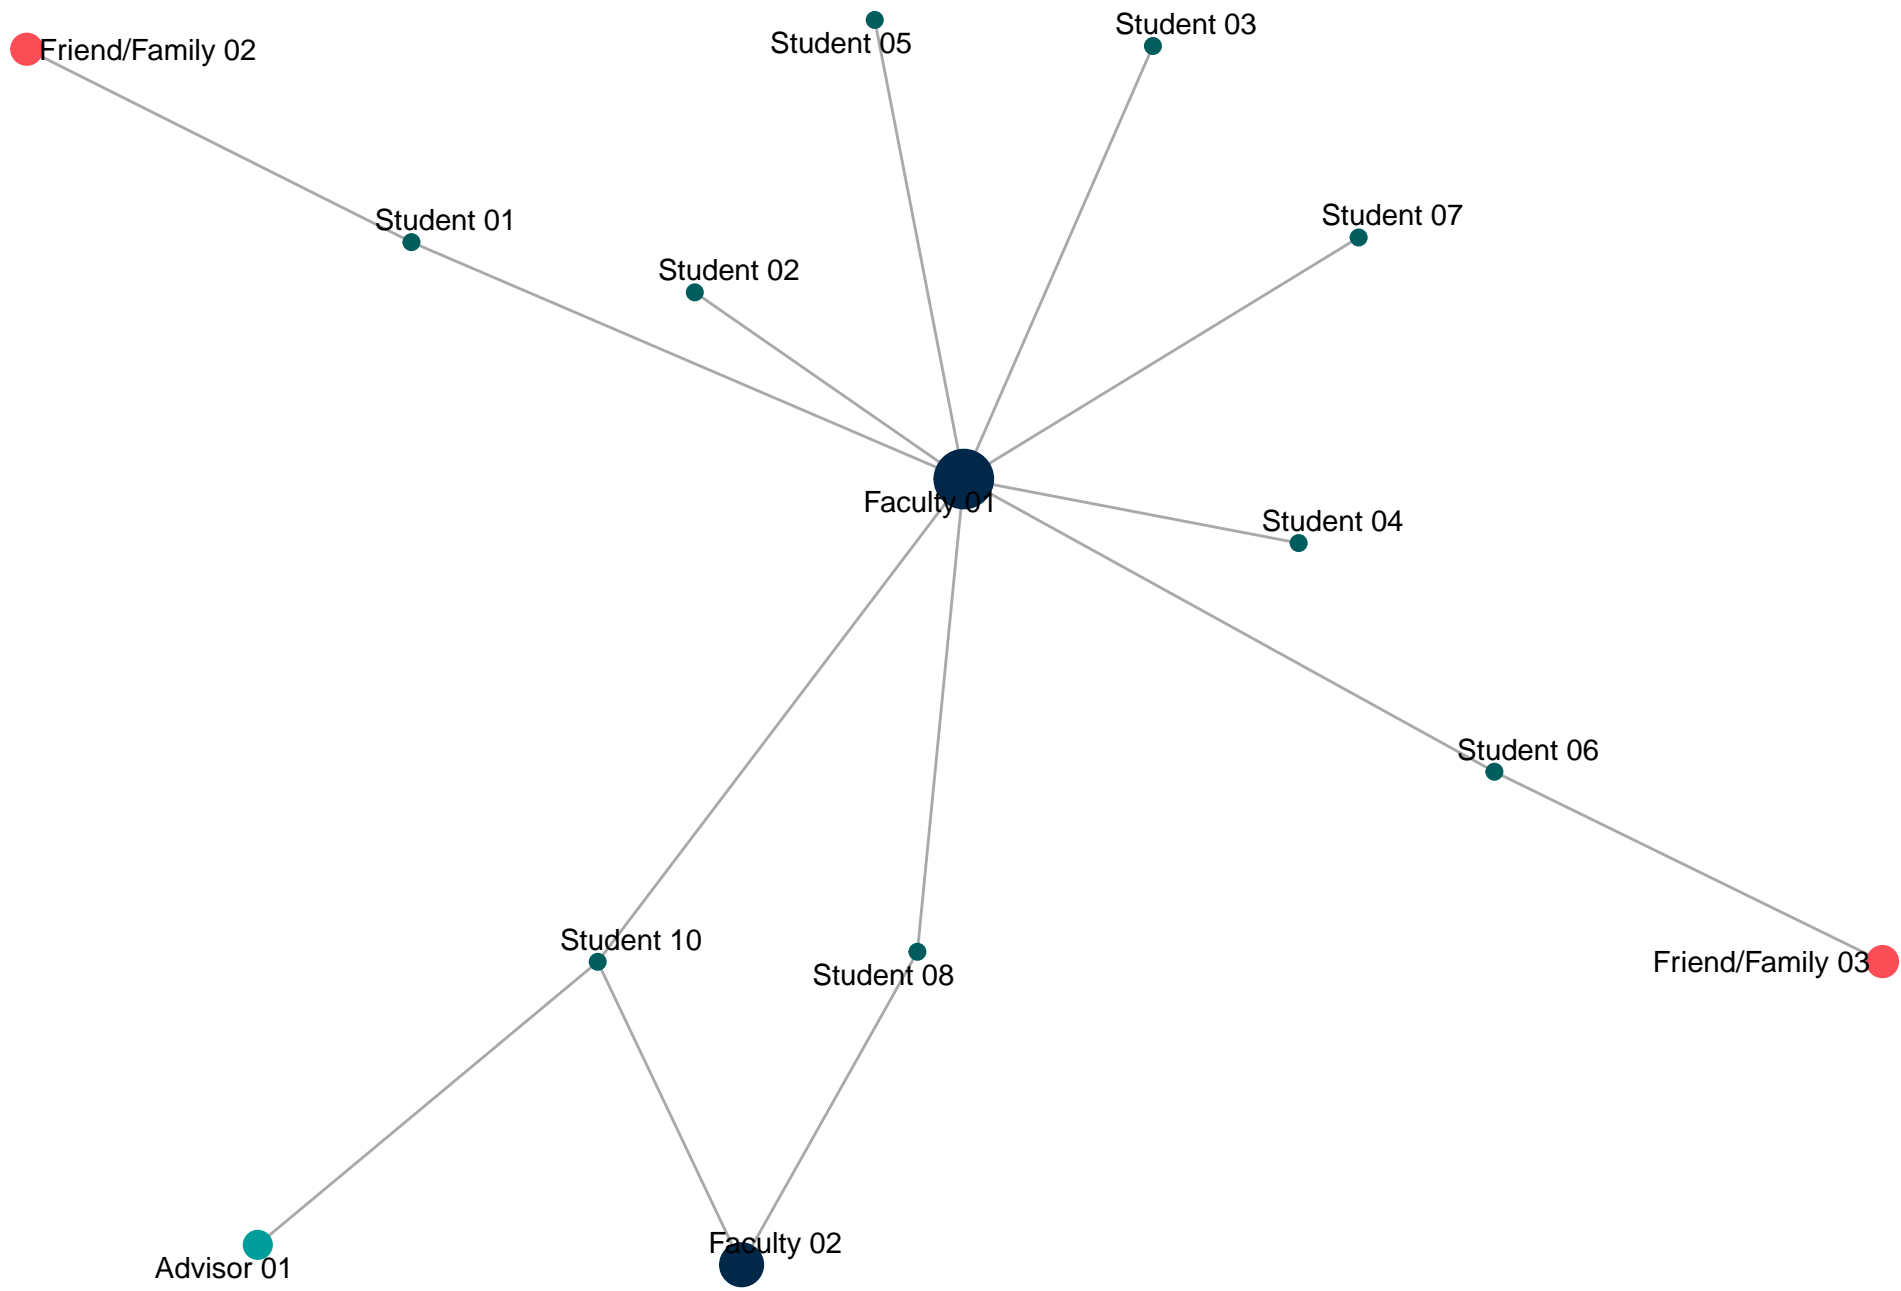 Student 03
Student 05
Friend/Family 02
Student 07
Student 01
Student 02
Faculty 01
Student 04
Student 06
Student 10
Friend/Family 03
Student 08
Faculty 02
Advisor 01